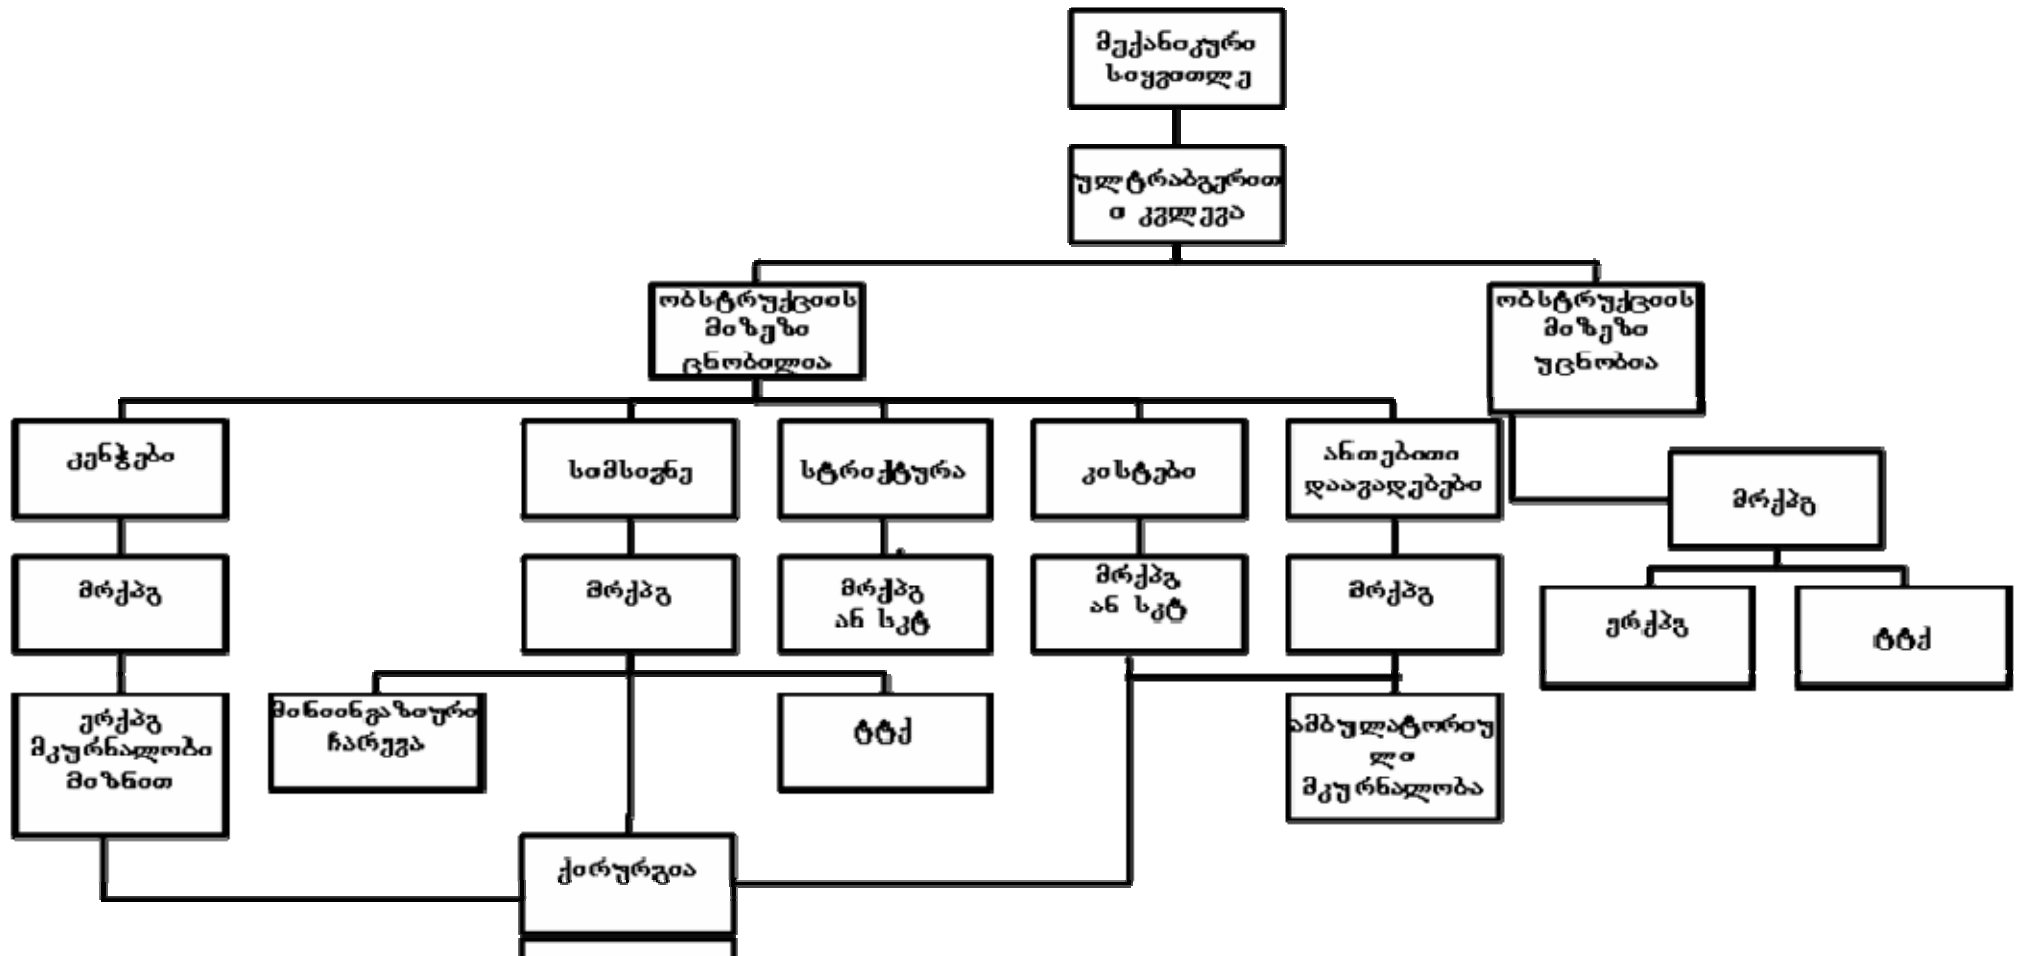 მექანიკური
სიყვითლე
ულტრაბგერით
ი კვლევა
ობსტრუქციის
მიზეზი
ცნობილია
ობსტრუქციის
მიზეზი
უცნობია
კენჭები
სიმსივნე
სტრიქტურა
კისტები
ანთებითი
დაავადებები
მრქპგ
მრქპგ
მრქპგ
მრქპგ
ან სკტ
მრქპგ
ან სკტ
მრქპგ
ერქპგ
ტტქ
ერქპგ
მკურნალობი
მიზნით
მინიინვაზიური
ჩარევა
ტტქ
ამბულატორიუ
ლი
მკურნალობა
ქირურგია